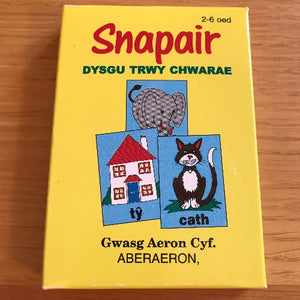 2-6 oed
Snapair
DYSGU TRWY CHWARAE
tŷ
cath
Gwasg Aeron Cyf.
ABERAERON,